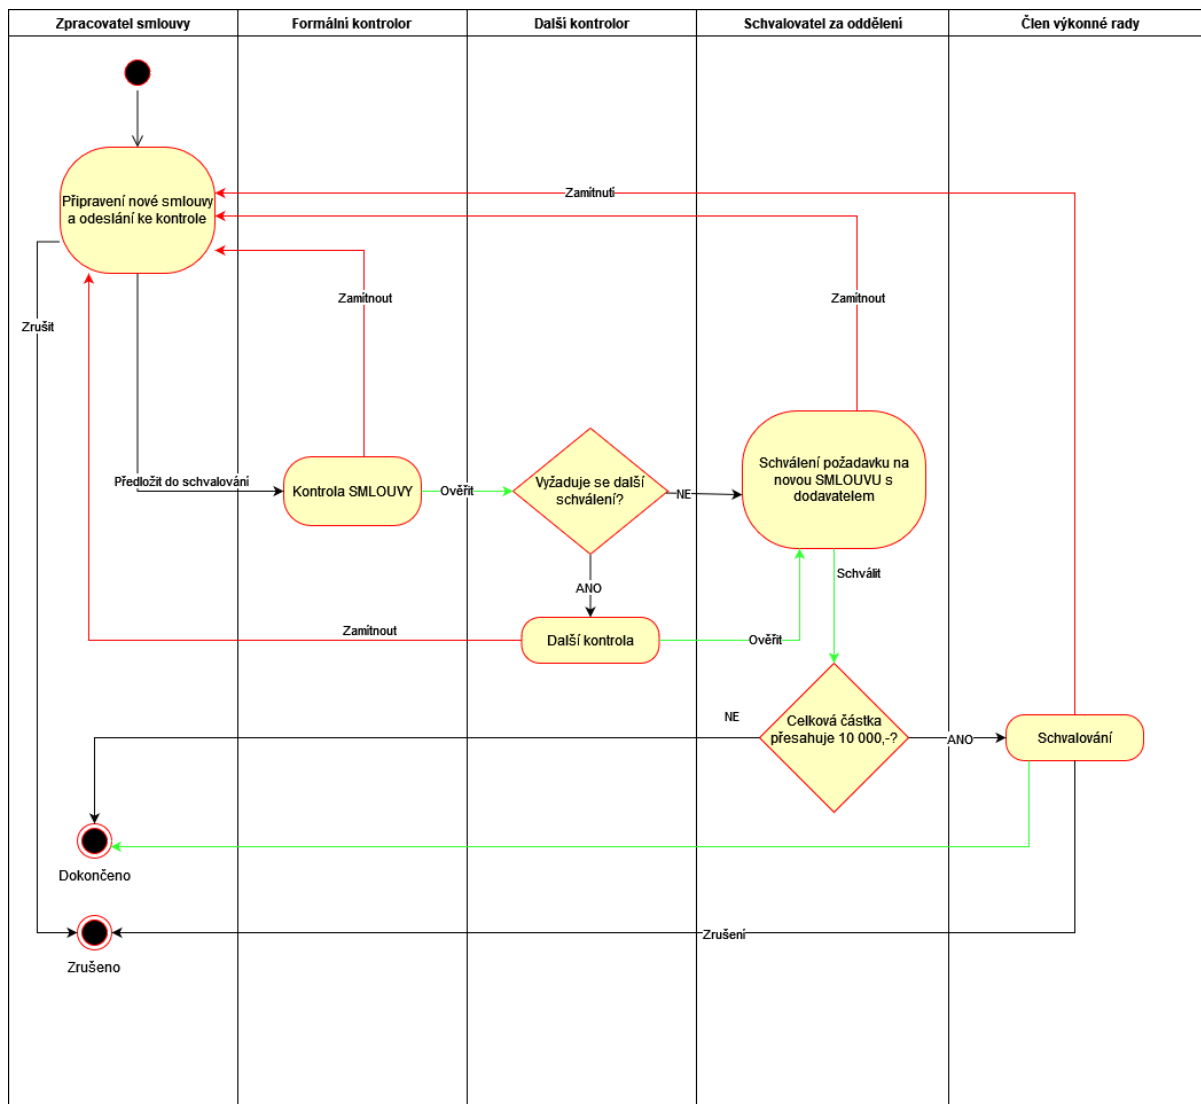 Zpracovatel smlouvy
Formální kontrolor
Další kontrolor
Schvalovatel za oddělení
Člen výkonné rady
Připravení nové smlouvy
a odeslání ke kontrole
Zamítnutí
Zamítnout
Zamítnout
Zrušit
Předložit do schvalování
Kontrola SMLOUVY
Ověřit
Vyžaduje se další
schválení?
NE
Schválení požadavku na
novou SMLOUVU s
dodavatelem
ANO
Schválit
Zamítnout
Další kontrola
Ověřit
NE
Celková částka
přesahuje 10 000,-?
ANO
Schvalování
Dokončeno
Zrušení
Zrušeno